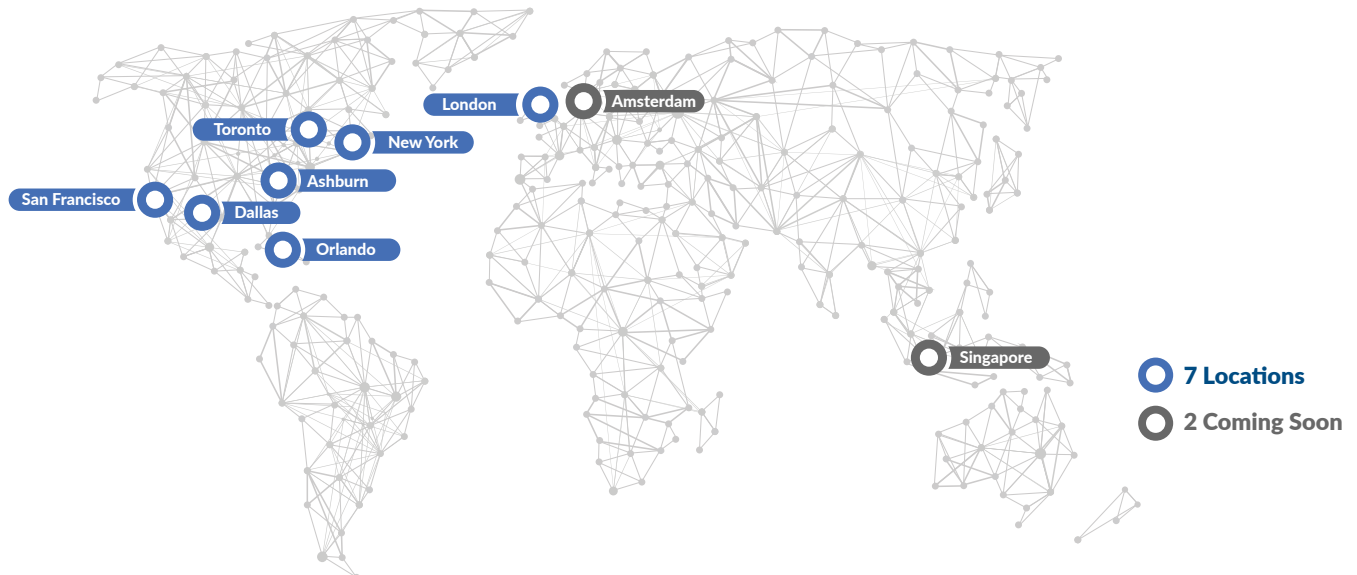 London
Amsterdam
Toronto
New York
Ashburn
San Francisco
Dallas
Orlando
Singapore
7 Locations
2 Coming Soon